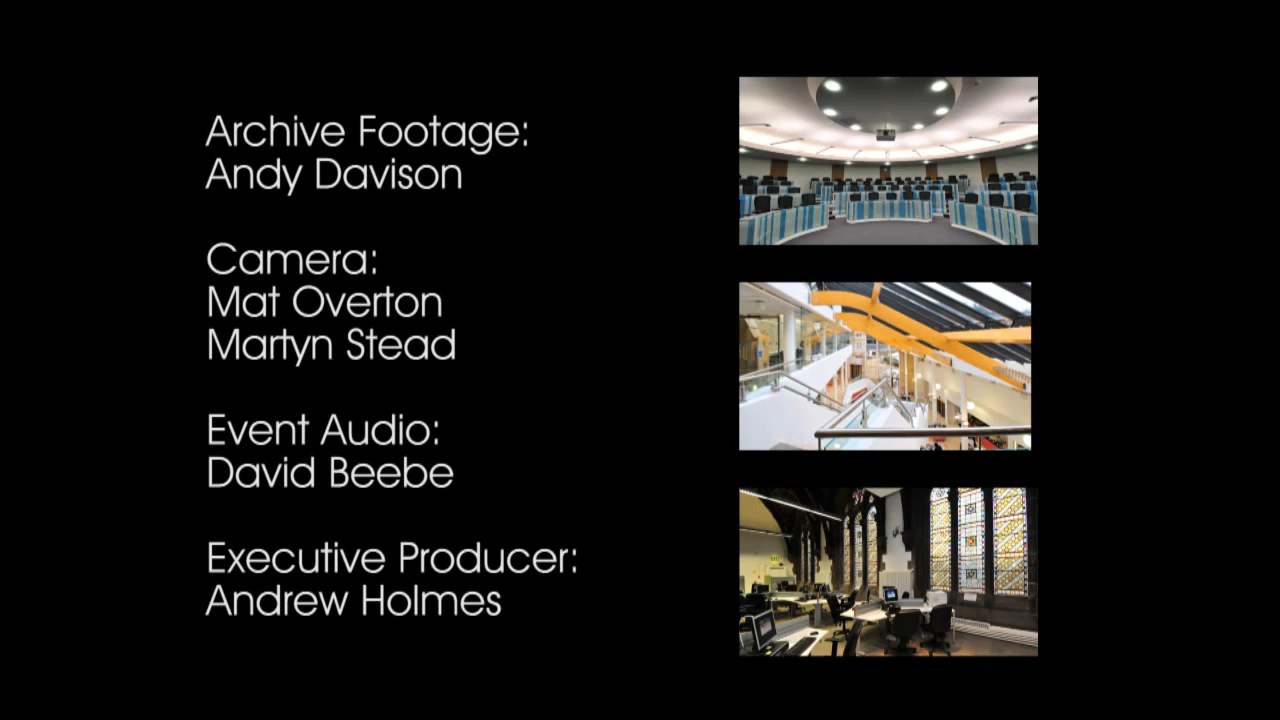 Archive Footage:
Andy Davison
Camera:
Mat Overton
Martyn Stead
Event Audio:
David Beebe
Executive Producer:
Andrew Holmes